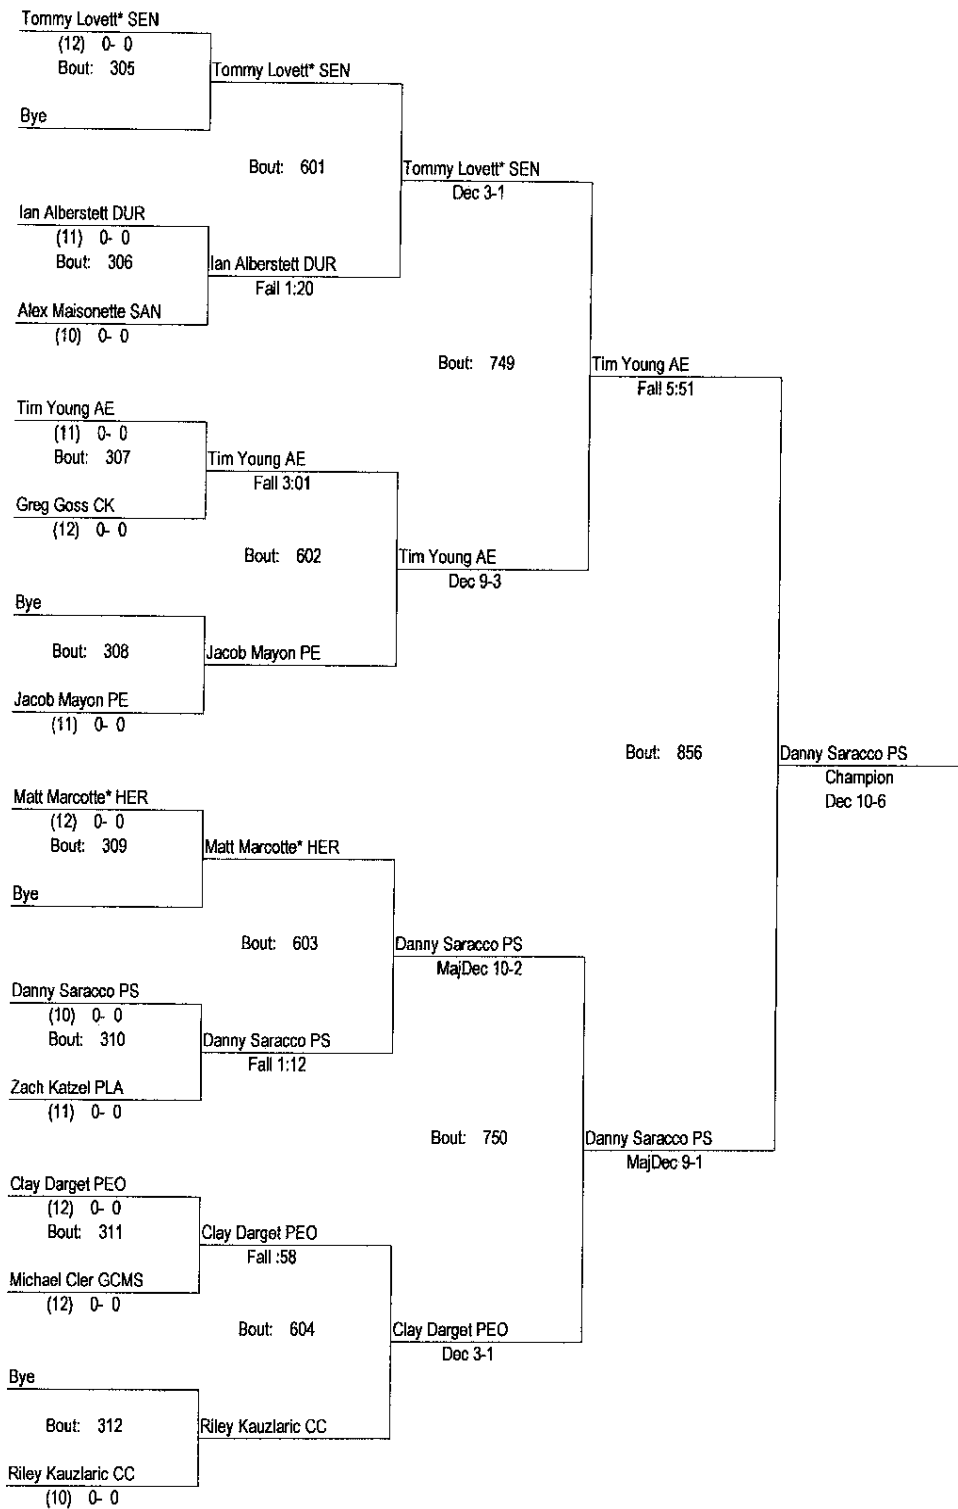 Tommy Lovett* SEN
(12) 0- 0
Bout: 305
Tommy Lovett* SEN
Bye
Bout: 601
Tommy Lovett* SEN
Dec 3-1
Ian Alberstett DUR
(11) 0- 0
Bout: 306
Ian Alberstett DUR
Fall 1:20
Alex Maisonette SAN
(10) 0- 0
Bout: 749
Tim Young AE
Fall 5:51
Tim Young AE
(11) 0- 0
Bout: 307
Tim Young AE
Fall 3:01
Greg Goss CK
(12) 0- 0
Bout: 602
Tim Young AE
Dec 9-3
Bye
Bout: 308
Jacob Mayon PE
Jacob Mayon PE
(11) 0- 0
Bout: 856
Danny Saracco PS
Champion
Dec 10-6
Matt Marcotte* HER
(12) 0- 0
Bout: 309
Matt Marcotte* HER
Bye
Bout: 603
Danny Saracco PS
MajDec 10-2
Danny Saracco PS
(10) 0- 0
Bout: 310
Danny Saracco PS
Fall 1:12
Zach Katzel PLA
(11) 0- 0
Bout: 750
Danny Saracco PS
MajDec 9-1
Clay Darget PEO
(12) 0- 0
Bout: 311
Clay Darget PEO
Fall :58
Michael Cler GCMS
(12) 0- 0
Bout: 604
Clay Darget PEO
Dec 3-1
Bye
Bout: 312
Riley Kauzlaric CC
Riley Kauzlaric CC
(10) 0- 0